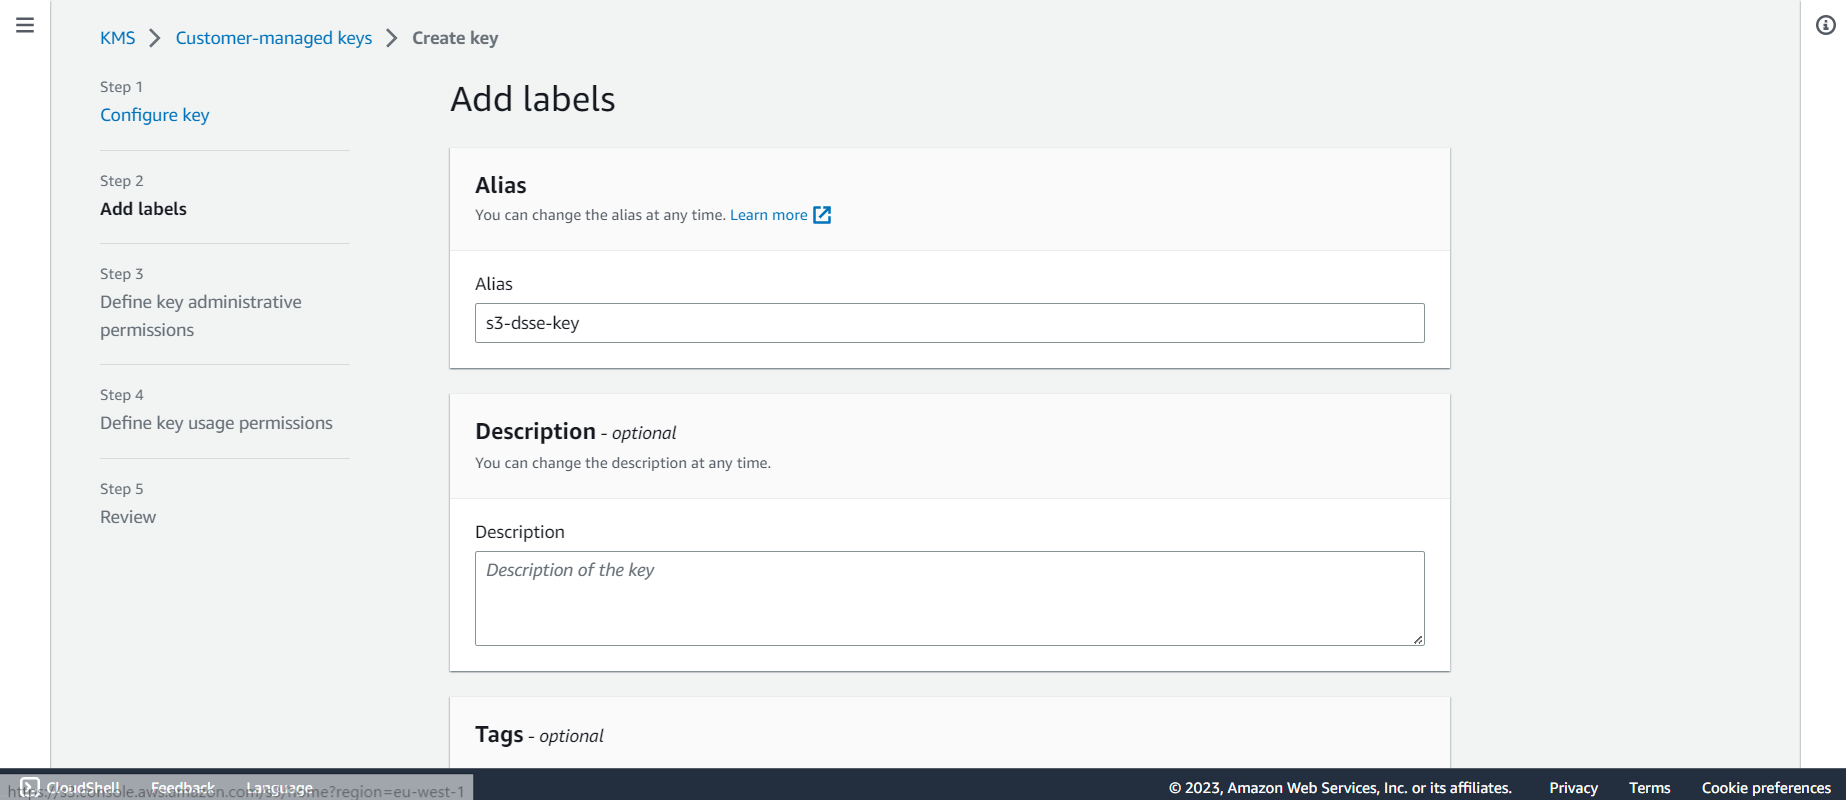 KMS > Customer-managed keys > Create key
Step 1
Configure key
Step 2
Add labels
Step 3
Define key administrative
permissions
Step 4
Define key usage permissions
Step 5
Review
Add labels
Alias
You can change the alias at any time. Learn more
Alias
s3-dsse-key
Description - optional
You can change the description at any time.
Description
Description of the key
Tags - optional
CloudShell Feedback Language
https://s3.console.aws.amazon.com/s3/home?region=eu-west-1
© 2023, Amazon Web Services, Inc. or its affiliates. Privacy Terms Cookie preferences